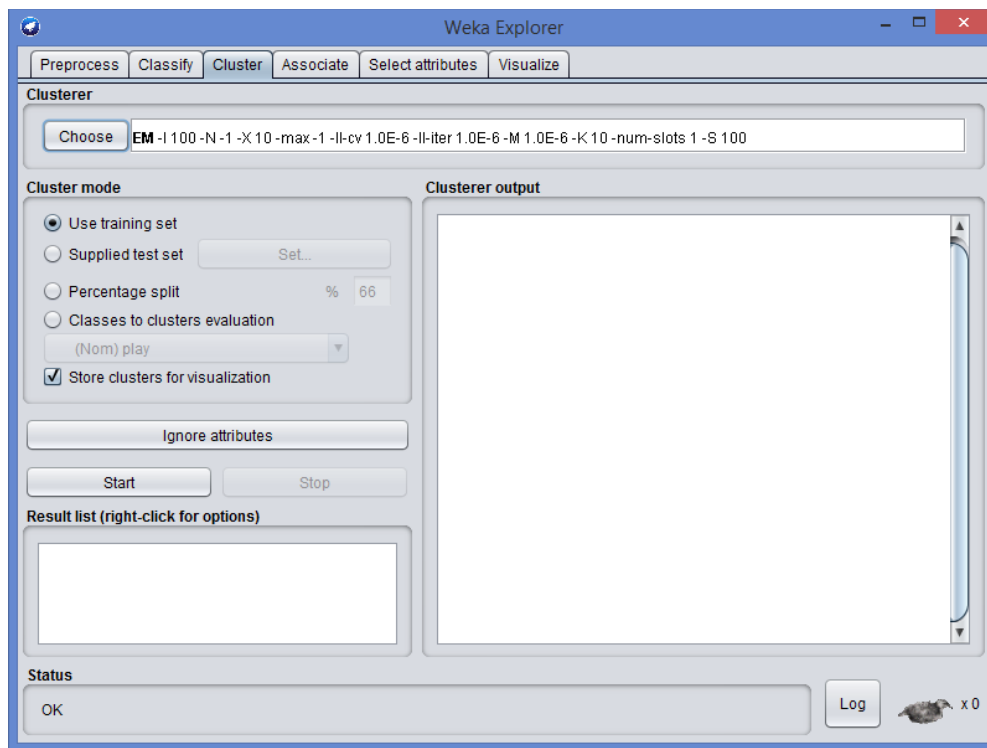 Weka Explorer
Preprocess Classify Cluster Associate Select attributes Visualize
Clusterer
Choose EM -I 100 -N -1 -X 10 -max -1 -ll-cv 1.0E-6 -ll-iter 1.0E-6 -M 1.0E-6 -K 10 -num-slots 1 -S 100
Cluster mode
Use training set
Supplied test set Set...
Percentage split % 66
Classes to clusters evaluation
(Nom) play
Store clusters for visualization
Ignore attributes
Start Stop
Result list (right-click for options)
Clusterer output
Status
OK
Log x 0